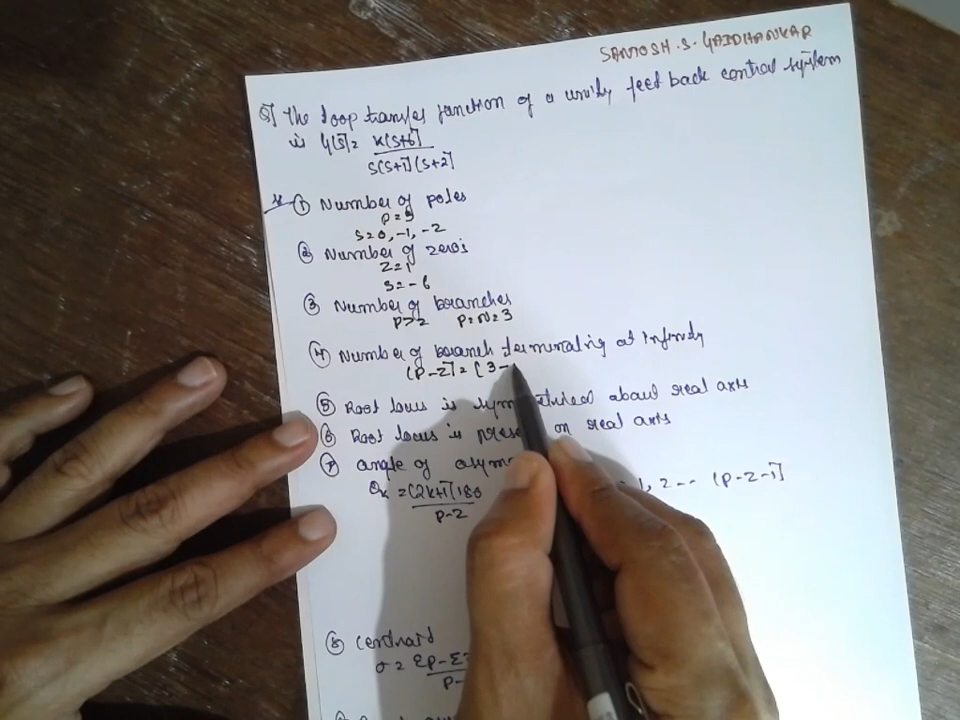 SANTOSH.S.GAIDHANKAR
Q] The loop transfer function of a unity feed back control system
is G(s)= K(s+6]
s(s+1](s+2]
① Number of poles
P=3
s=0,-1,-2
② Number of zero's
Z=1
s=-6
③ Number of branches
P>Z P=N=3
④ Number of branch terminating at infinity
(P-Z]=[3-
⑤ Root locus is symmetrical about real axis
⑥ Root locus is present on real axis
⑦ angle of
θk =(2k+1]180 1,2-- (P-Z-1]
P-Z
⑧ Centroid
σ = ΣP-ΣZ
P-